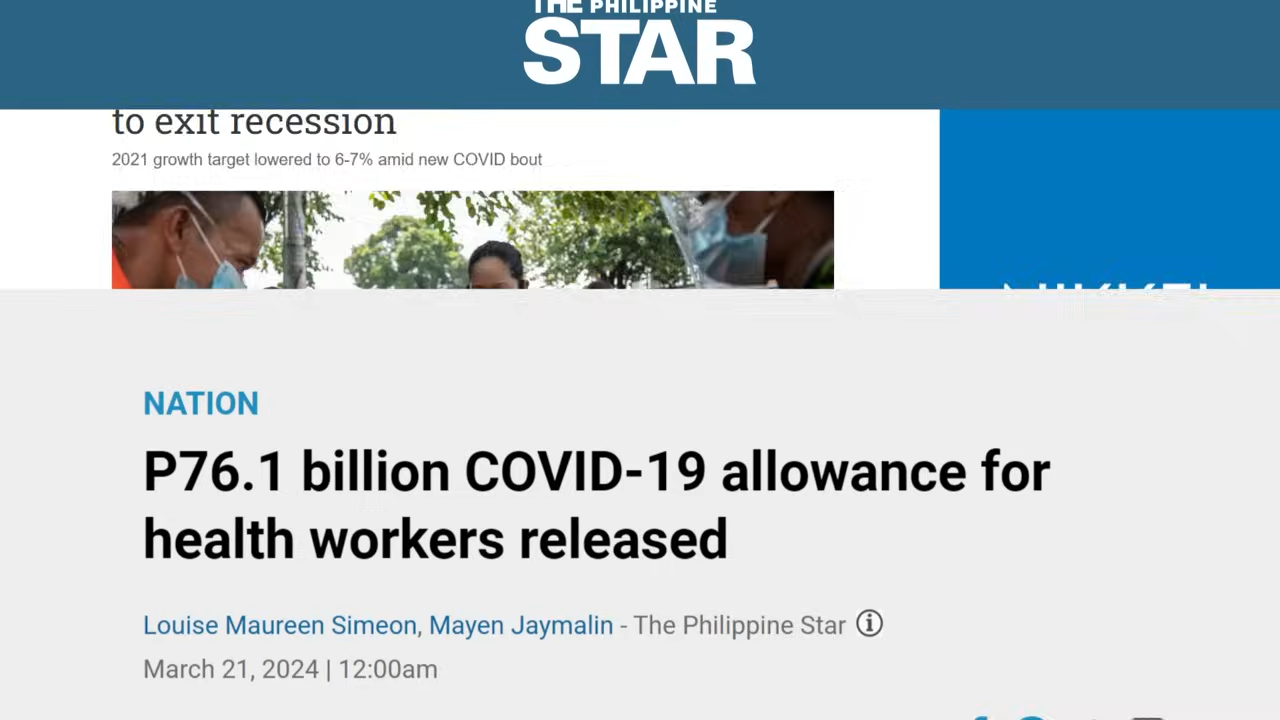 THE PHILIPPINE
STAR
to exit recession
2021 growth target lowered to 6-7% amid new COVID bout
NATION
P76.1 billion COVID-19 allowance for
health workers released
Louise Maureen Simeon, Mayen Jaymalin - The Philippine Star
March 21, 2024 | 12:00am